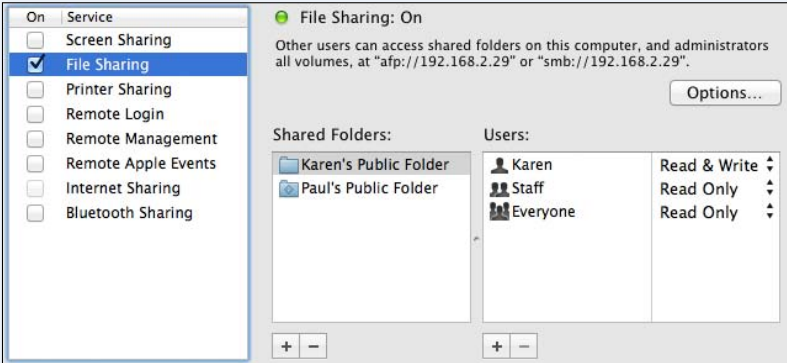 On Service
Screen Sharing
File Sharing
Printer Sharing
Remote Login
Remote Management
Remote Apple Events
Internet Sharing
Bluetooth Sharing
File Sharing: On
Other users can access shared folders on this computer, and administrators
all volumes, at “afp://192.168.2.29” or “smb://192.168.2.29”.
Options...
Shared Folders:
Karen's Public Folder
Paul's Public Folder
Users:
Karen Read & Write
Staff Read Only
Everyone Read Only
+ − + −